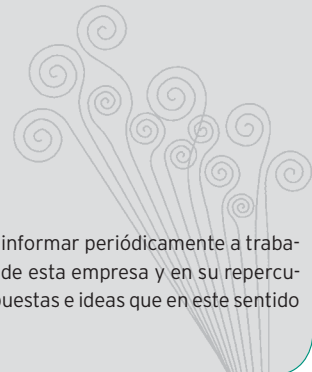 informar periódicamente a traba-
de esta empresa y en su repercu-
puestas e ideas que en este sentido